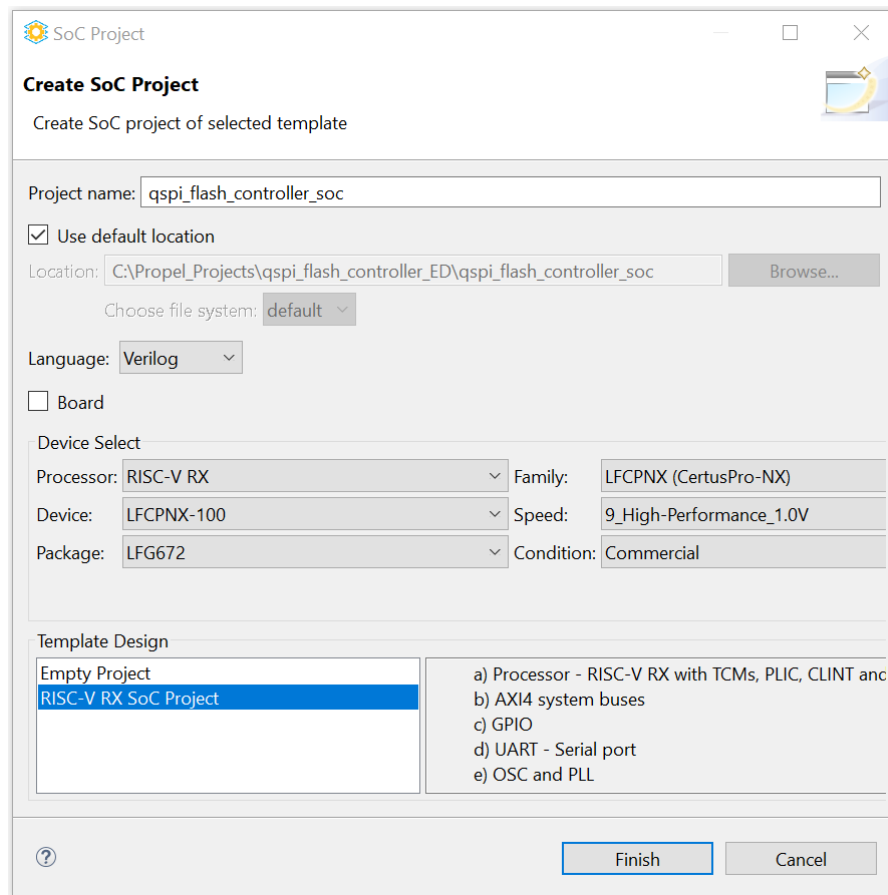 SoC Project
Create SoC Project
Create SoC project of selected template
Project name: qspi_flash_controller_soc
Use default location
Location: C:\Propel_Projects\qspi_flash_controller_ED\qspi_flash_controller_soc Browse...
Choose file system: default
Language: Verilog
Board
Device Select
Processor: RISC-V RX Family: LFCPNX (CertusPro-NX)
Device: LFCPNX-100 Speed: 9_High-Performance_1.0V
Package: LFG672 Condition: Commercial
Template Design
Empty Project a) Processor - RISC-V RX with TCMs, PLIC, CLINT and
RISC-V RX SoC Project b) AXI4 system buses
c) GPIO
d) UART - Serial port
e) OSC and PLL
? Finish Cancel